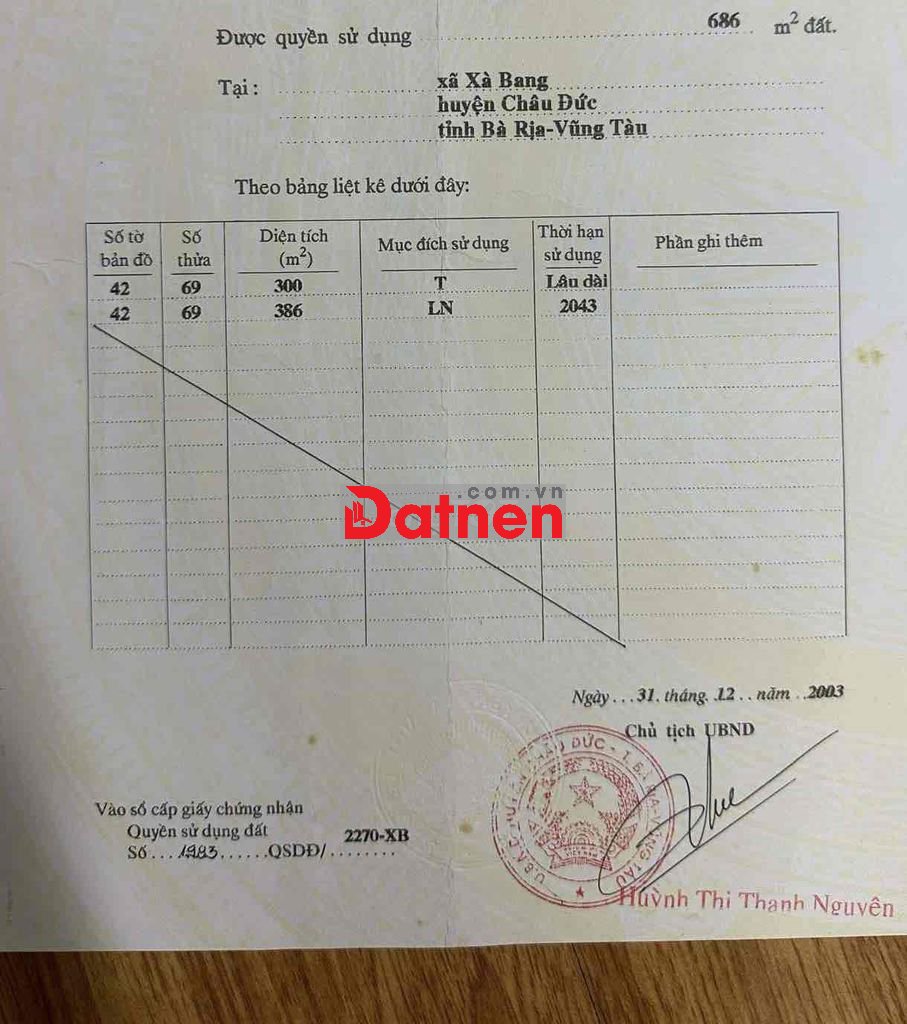 Được quyền sử dụng 686 m² đất.
Tại : xã Xà Bang
huyện Châu Đức
tỉnh Bà Rịa-Vũng Tàu
Theo bảng liệt kê dưới đây:
Số tờ bản đồ Số thửa Diện tích (m²) Mục đích sử dụng Thời hạn sử dụng Phần ghi thêm
42 69 300 T Lâu dài
42 69 386 LN 2043
.com.vn
Datnen
Ngày ... 31. tháng. .12 .. năm ..2003
Chủ tịch UBND
Vào sổ cấp giấy chứng nhận
Quyền sử dụng đất
Số ... 1983 ...... QSDĐ/ ........ 2270-XB
Huỳnh Thị Thanh Nguyên